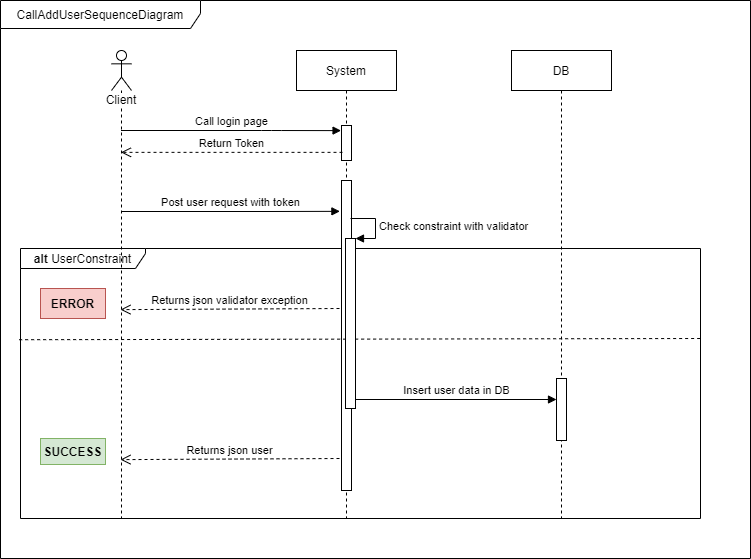 CallAddUserSequenceDiagram
Client
System
DB
Call login page
Return Token
Post user request with token
Check constraint with validator
alt UserConstraint
ERROR
Returns json validator exception
Insert user data in DB
SUCCESS
Returns json user